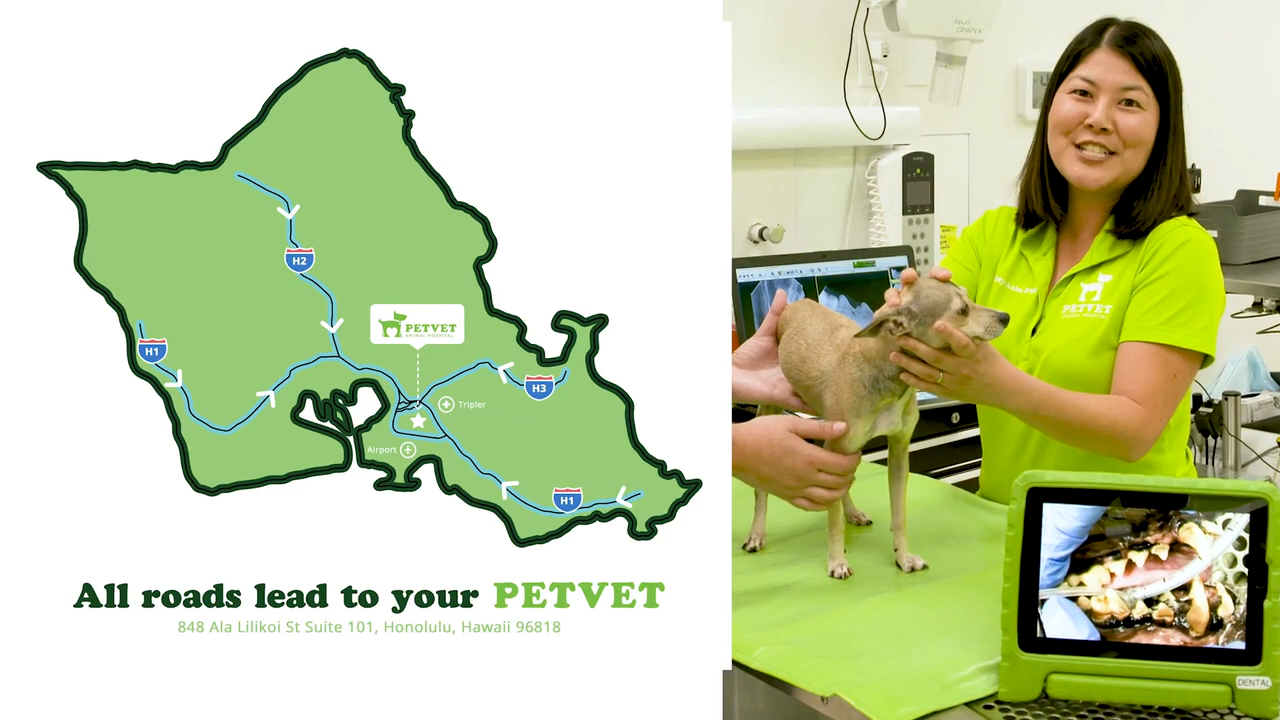 H2
PETVET
ANIMAL HOSPITAL
H1
H3
Tripler
Airport
H1
All roads lead to your PETVET
848 Ala Lilikoi St Suite 101, Honolulu, Hawaii 96818
PETVET
ANIMAL HOSPITAL
DENTAL